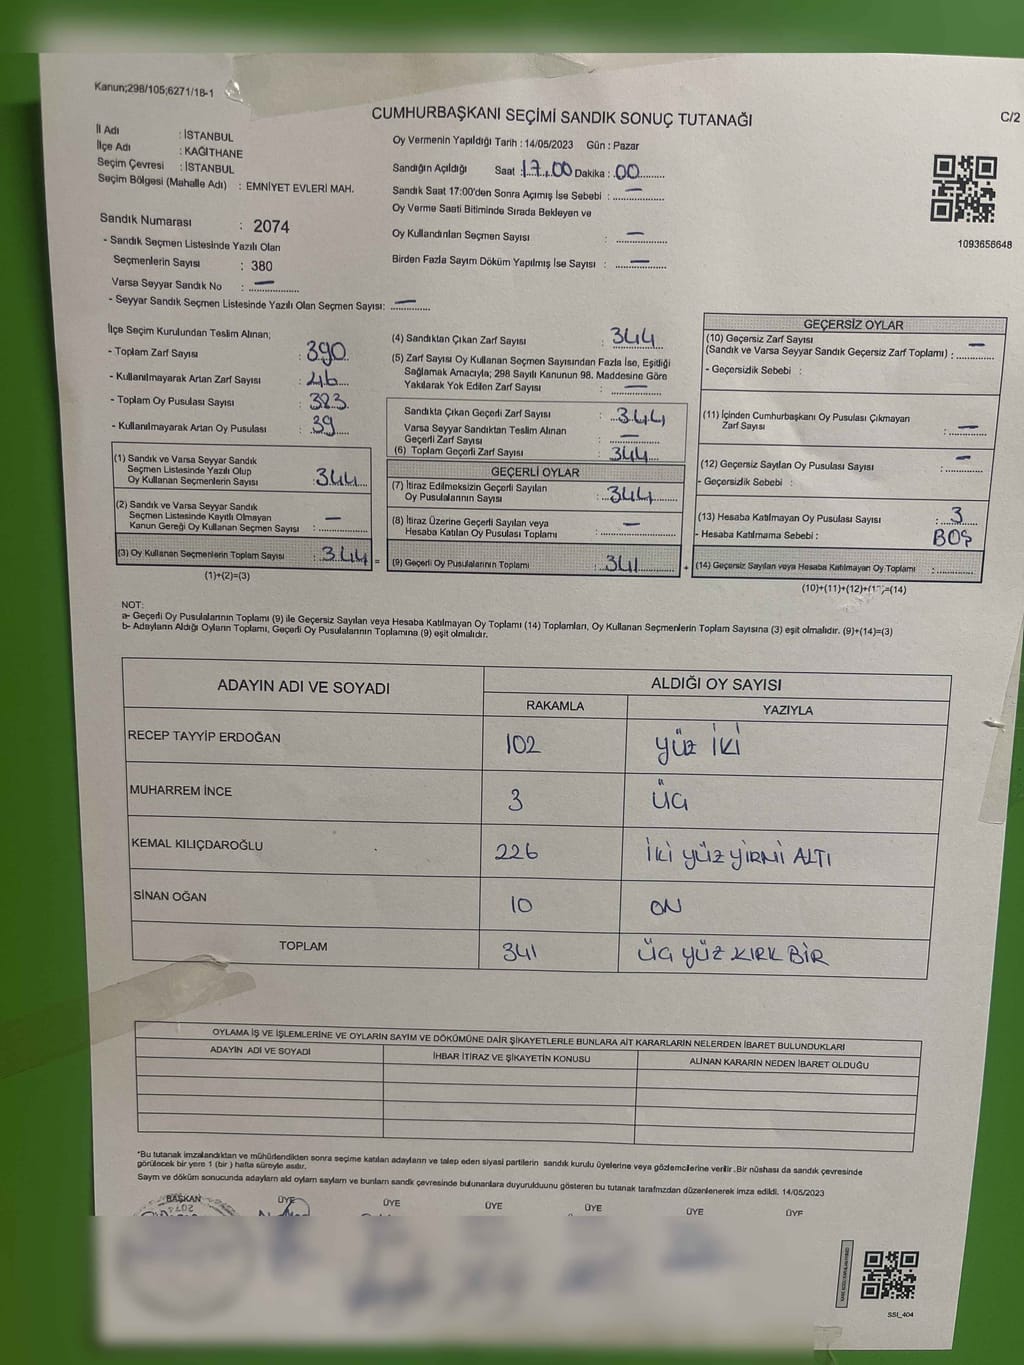 Kanun;298/105;6271/18-1
CUMHURBAŞKANI SEÇİMİ SANDIK SONUÇ TUTANAĞI
C/2
İl Adı : İSTANBUL
İlçe Adı : KAĞITHANE
Seçim Çevresi : İSTANBUL
Seçim Bölgesi (Mahalle Adı) : EMNİYET EVLERİ MAH.
Sandık Numarası : 2074
- Sandık Seçmen Listesinde Yazılı Olan
Seçmenlerin Sayısı : 380
Varsa Seyyar Sandık No : —
- Seyyar Sandık Seçmen Listesinde Yazılı Olan Seçmen Sayısı: —
Oy Vermenin Yapıldığı Tarih : 14/05/2023 Gün : Pazar
Sandığın Açıldığı Saat : 17.00 Dakika : 00
Sandık Saat 17:00'den Sonra Açımış İse Sebebi : —
Oy Verme Saati Bitiminde Sırada Bekleyen ve
Oy Kullandırılan Seçmen Sayısı : —
Birden Fazla Sayım Döküm Yapılmış İse Sayısı : —
1093656648
İlçe Seçim Kurulundan Teslim Alınan;
- Toplam Zarf Sayısı : 390
- Kullanılmayarak Artan Zarf Sayısı : 46
- Toplam Oy Pusulası Sayısı : 383
- Kullanılmayarak Artan Oy Pusulası : 39
(1) Sandık ve Varsa Seyyar Sandık
Seçmen Listesinde Yazılı Olup
Oy Kullanan Seçmenlerin Sayısı : 344
(2) Sandık ve Varsa Seyyar Sandık
Seçmen Listesinde Kayıtlı Olmayan
Kanun Gereği Oy Kullanan Seçmen Sayısı : —
(3) Oy Kullanan Seçmenlerin Toplam Sayısı : 344 =
(1)+(2)=(3)
(4) Sandıktan Çıkan Zarf Sayısı : 344
(5) Zarf Sayısı Oy Kullanan Seçmen Sayısından Fazla İse, Eşitliği
Sağlamak Amacıyla; 298 Sayılı Kanunun 98. Maddesine Göre
Yakılarak Yok Edilen Zarf Sayısı : —
Sandıkta Çıkan Geçerli Zarf Sayısı : 344
Varsa Seyyar Sandıktan Teslim Alınan
Geçerli Zarf Sayısı : —
(6) Toplam Geçerli Zarf Sayısı : 344
GEÇERLİ OYLAR
(7) İtiraz Edilmeksizin Geçerli Sayılan
Oy Pusulalarının Sayısı : 344
(8) İtiraz Üzerine Geçerli Sayılan veya
Hesaba Katılan Oy Pusulası Toplamı : —
(9) Geçerli Oy Pusulalarının Toplamı : 341 +
GEÇERSİZ OYLAR
(10) Geçersiz Zarf Sayısı
(Sandık ve Varsa Seyyar Sandık Geçersiz Zarf Toplamı) : —
- Geçersizlik Sebebi :
(11) İçinden Cumhurbaşkanı Oy Pusulası Çıkmayan
Zarf Sayısı : —
(12) Geçersiz Sayılan Oy Pusulası Sayısı : —
- Geçersizlik Sebebi :
(13) Hesaba Katılmayan Oy Pusulası Sayısı : 3
- Hesaba Katılmama Sebebi : BOŞ
(14) Geçersiz Sayılan veya Hesaba Katılmayan Oy Toplamı :
NOT:
a- Geçerli Oy Pusulalarının Toplamı (9) ile Geçersiz Sayılan veya Hesaba Katılmayan Oy Toplamı (14) Toplamları, Oy Kullanan Seçmenlerin Toplam Sayısına (3) eşit olmalıdır. (9)+(14)=(3)
b- Adayların Aldığı Oyların Toplamı, Geçerli Oy Pusulalarının Toplamına (9) eşit olmalıdır.
ADAYIN ADI VE SOYADI ALDIĞI OY SAYISI
RAKAMLA YAZIYLA
RECEP TAYYİP ERDOĞAN 102 yüz İKİ
MUHARREM İNCE 3 ÜÇ
KEMAL KILIÇDAROĞLU 226 İki yüz yİRMİ ALTI
SİNAN OĞAN 10 ON
TOPLAM 341 üç yüz KIRK BİR
OYLAMA İŞ VE İŞLEMLERİNE VE OYLARIN SAYIM VE DÖKÜMÜNE DAİR ŞİKAYETLERLE BUNLARA AİT KARARLARIN NELERDEN İBARET BULUNDUKLARI
ADAYIN ADI VE SOYADI İHBAR İTİRAZ VE ŞİKAYETİN KONUSU ALINAN KARARIN NEDEN İBARET OLDUĞU
*Bu tutanak imzalandıktan ve mühürlendikten sonra seçime katılan adayların ve talep eden siyasi partilerin sandık kurulu üyelerine veya gözlemcilerine verilir. Bir nüshası da sandık çevresinde
görülecek bir yere 1 (bir ) hafta süreyle asılır.
Sayım ve döküm sonucunda adayların aldı oyların sayların ve bunların sandık çevresinde bulunanlara duyurulduunu gösteren bu tutanak tarafmzdan düzenlenerek imza edildi. 14/05/2023
BAŞKAN ÜYE ÜYE ÜYE ÜYE ÜYE ÜYE
2074
SSI_404